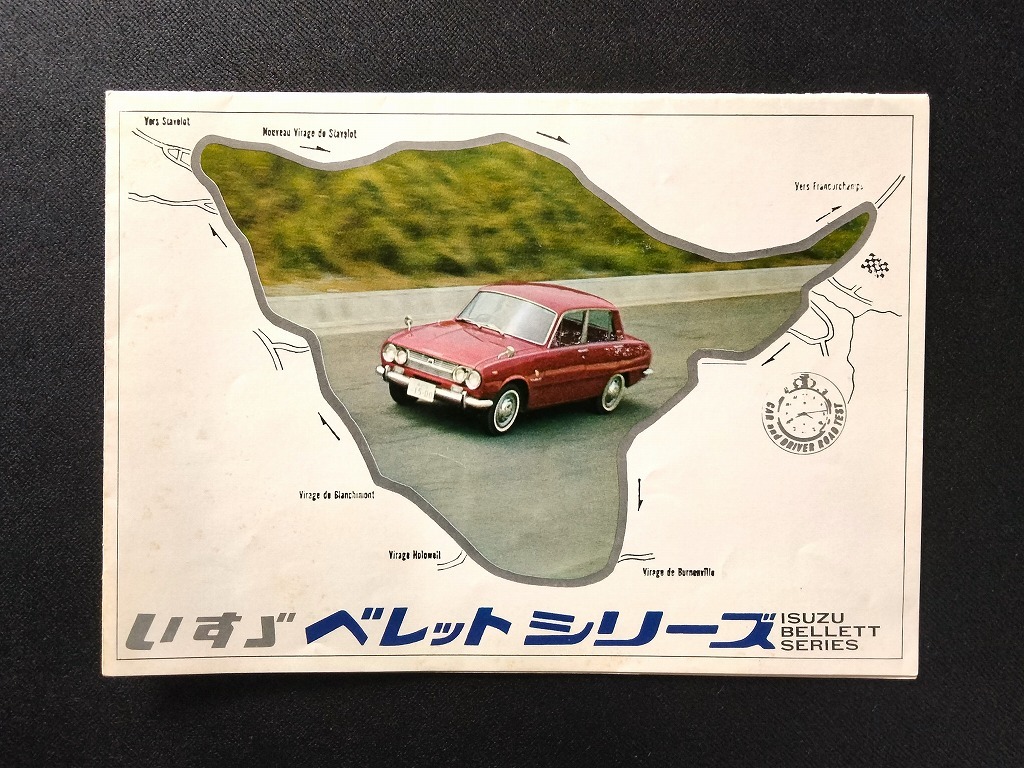 Vers Stavelot
Nouveau Virage de Stavelot
Vers Francorchamps
CAR and DRIVER ROAD TEST
Virage de Blanchimont
Virage Holowell
Virage de Burnenville
いすゞ ベレットシリーズ
ISUZU
BELLETT
SERIES